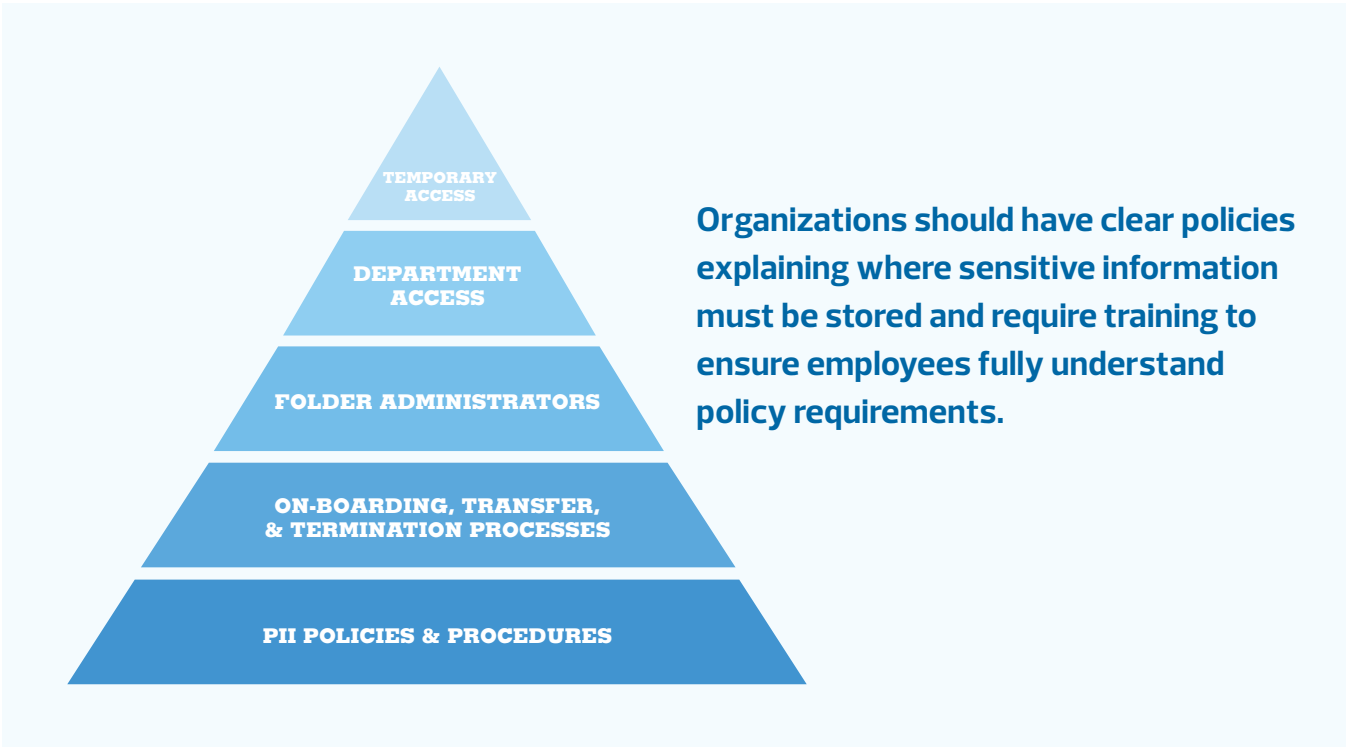 TEMPORARY
ACCESS
DEPARTMENT
ACCESS
FOLDER ADMINISTRATORS
ON-BOARDING, TRANSFER,
& TERMINATION PROCESSES
PII POLICIES & PROCEDURES
Organizations should have clear policies
explaining where sensitive information
must be stored and require training to
ensure employees fully understand
policy requirements.